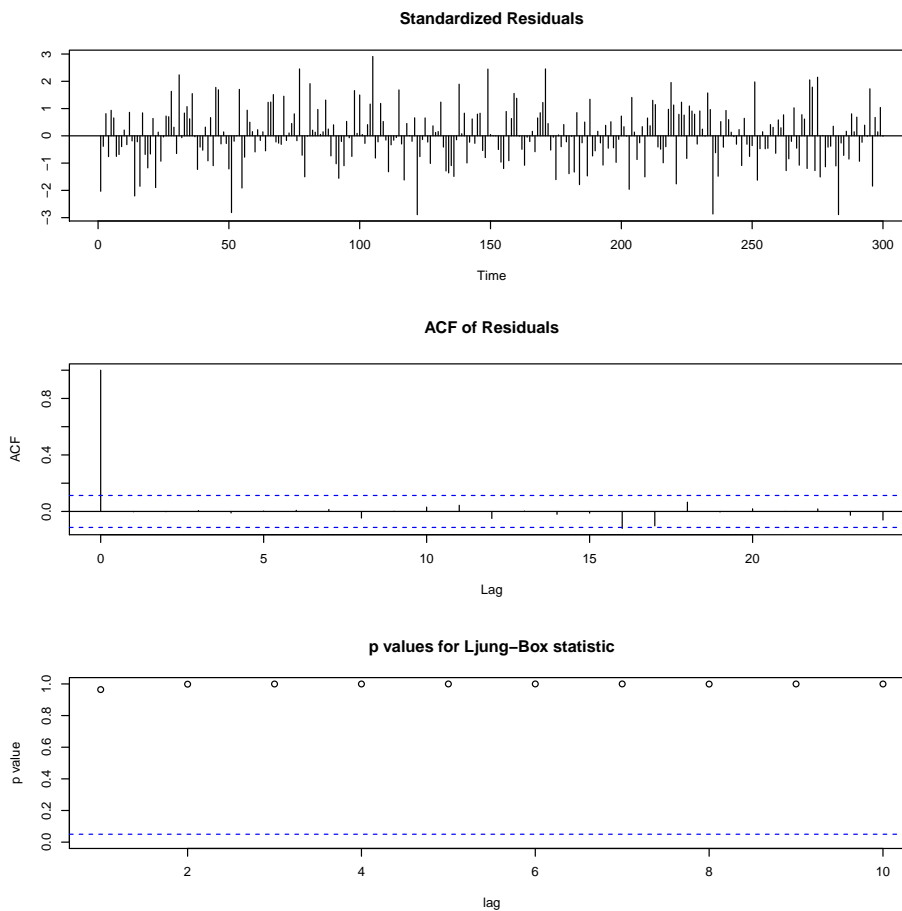 Standardized Residuals
3
2
1
0
−1
−2
−3
0 50 100 150 200 250 300
Time
ACF of Residuals
ACF
0.8
0.4
0.0
0 5 10 15 20
Lag
p values for Ljung−Box statistic
p value
1.0
0.8
0.6
0.4
0.2
0.0
2 4 6 8 10
lag